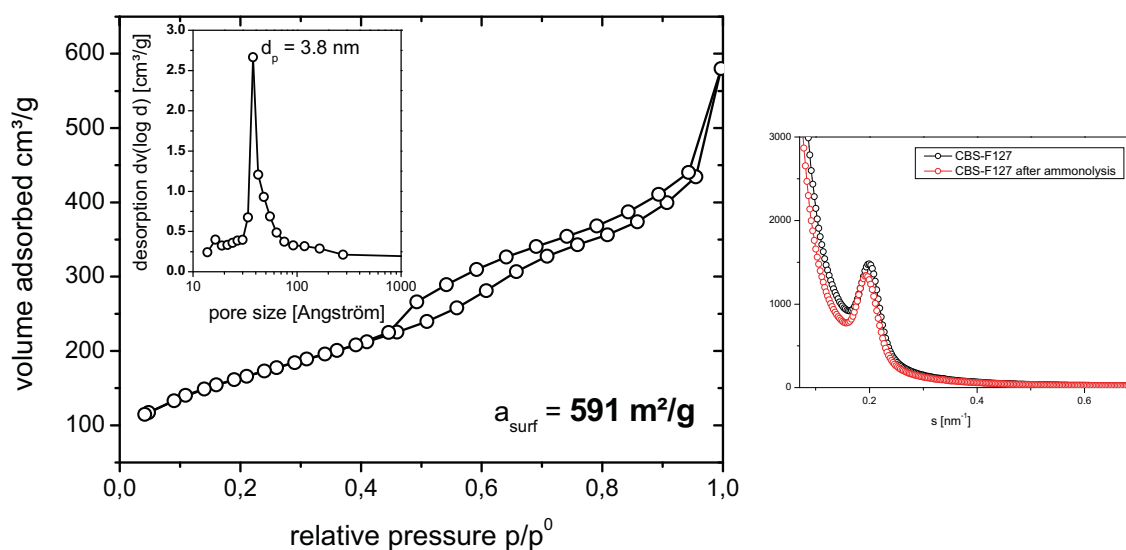 600
500
400
300
200
100
volume adsorbed cm³/g
0,0 0,2 0,4 0,6 0,8 1,0
relative pressure p/p⁰
a_surf = 591 m²/g
3.0
2.5
2.0
1.5
1.0
0.5
0.0
desorption dv(log d) [cm³/g]
d_p = 3.8 nm
10 100 1000
pore size [Angström]
3000
2000
1000
0
CBS-F127
CBS-F127 after ammonolysis
0.2 0.4 0.6
s [nm⁻¹]